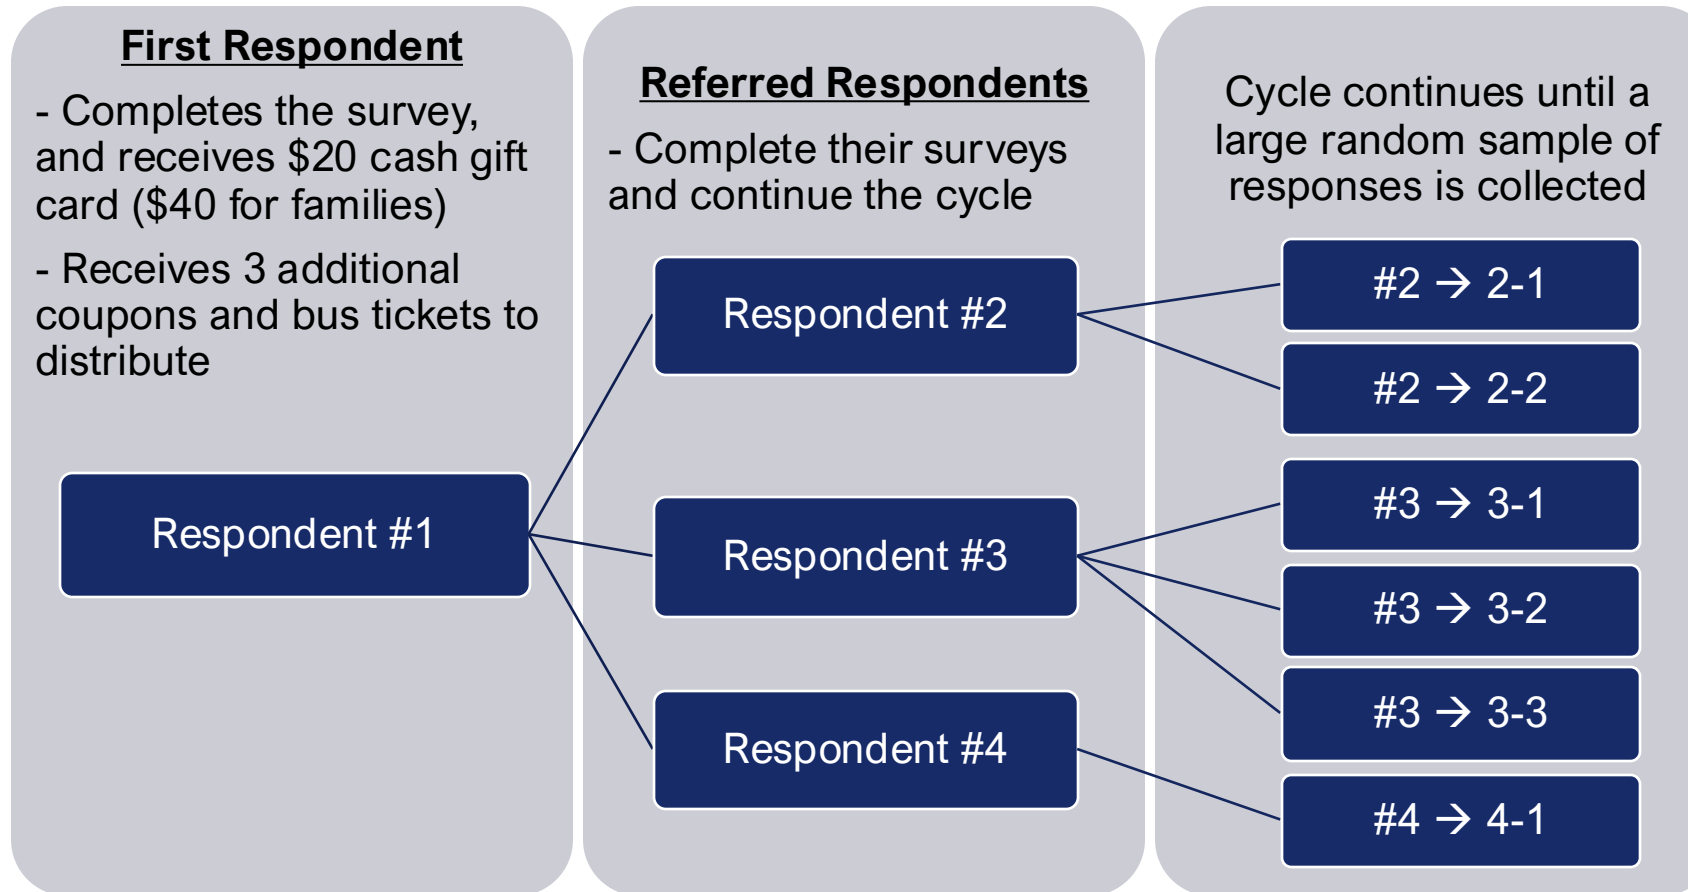 First Respondent
- Completes the survey,
and receives $20 cash gift
card ($40 for families)
- Receives 3 additional
coupons and bus tickets to
distribute
Respondent #1
Referred Respondents
- Complete their surveys
and continue the cycle
Respondent #2
Respondent #3
Respondent #4
Cycle continues until a
large random sample of
responses is collected
#2 → 2-1
#2 → 2-2
#3 → 3-1
#3 → 3-2
#3 → 3-3
#4 → 4-1